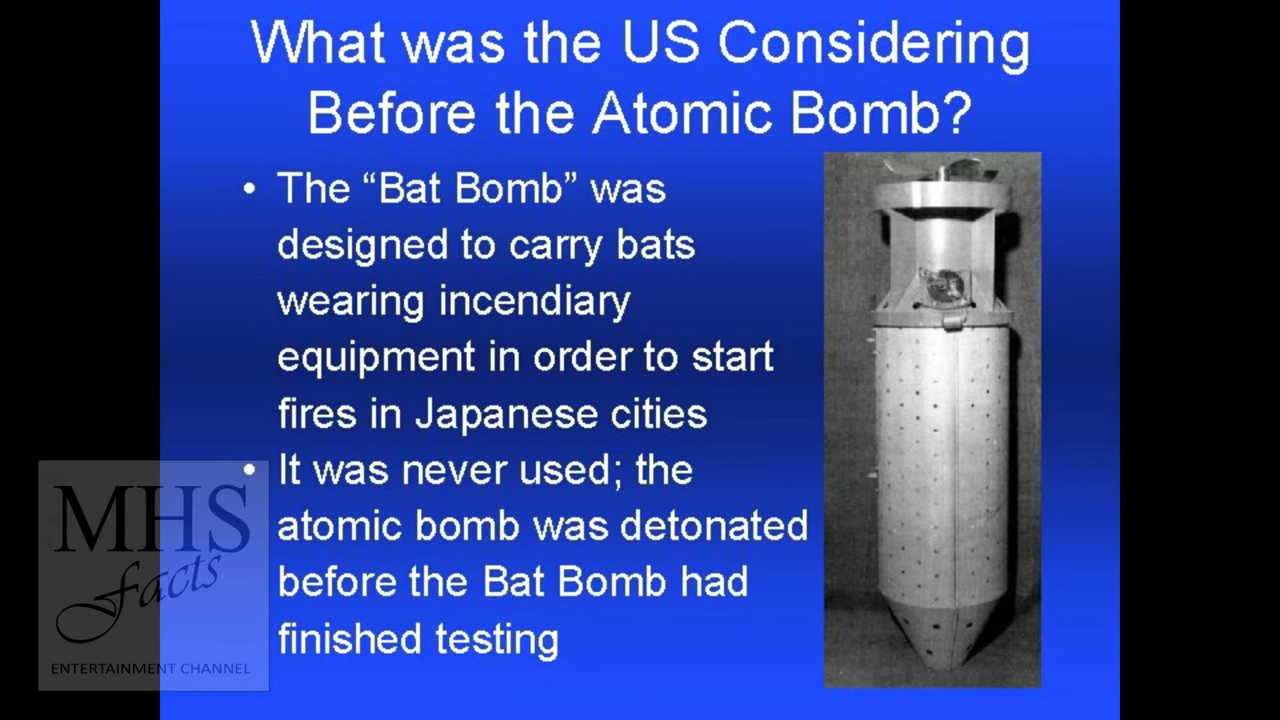 What was the US Considering
Before the Atomic Bomb?
• The “Bat Bomb” was
designed to carry bats
wearing incendiary
equipment in order to start
fires in Japanese cities
• It was never used; the
atomic bomb was detonated
before the Bat Bomb had
finished testing
MHS
Facts
ENTERTAINMENT CHANNEL